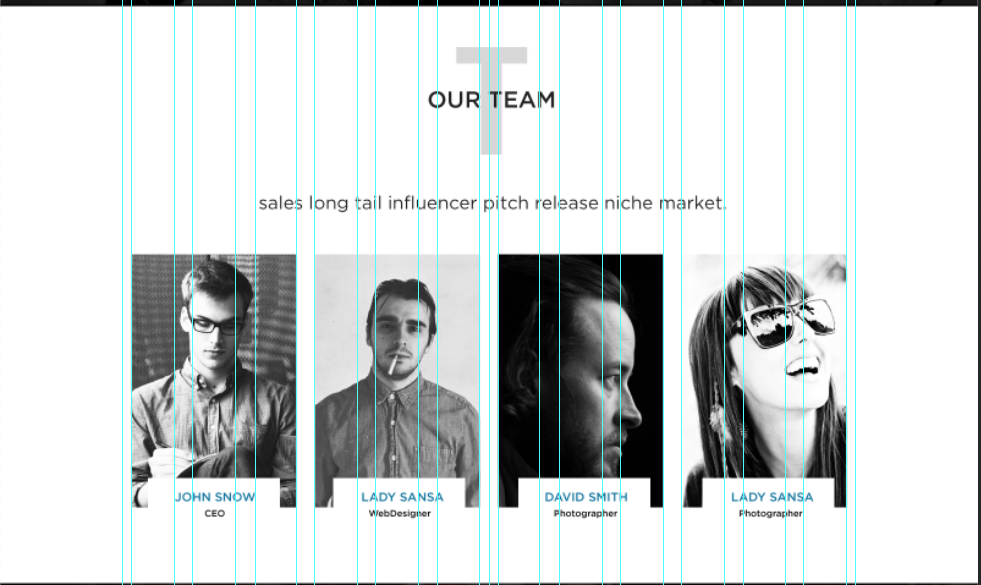 T
OUR TEAM
sales long tail influencer pitch release niche market.
JOHN SNOW
CEO
LADY SANSA
WebDesigner
DAVID SMITH
Photographer
LADY SANSA
Photographer